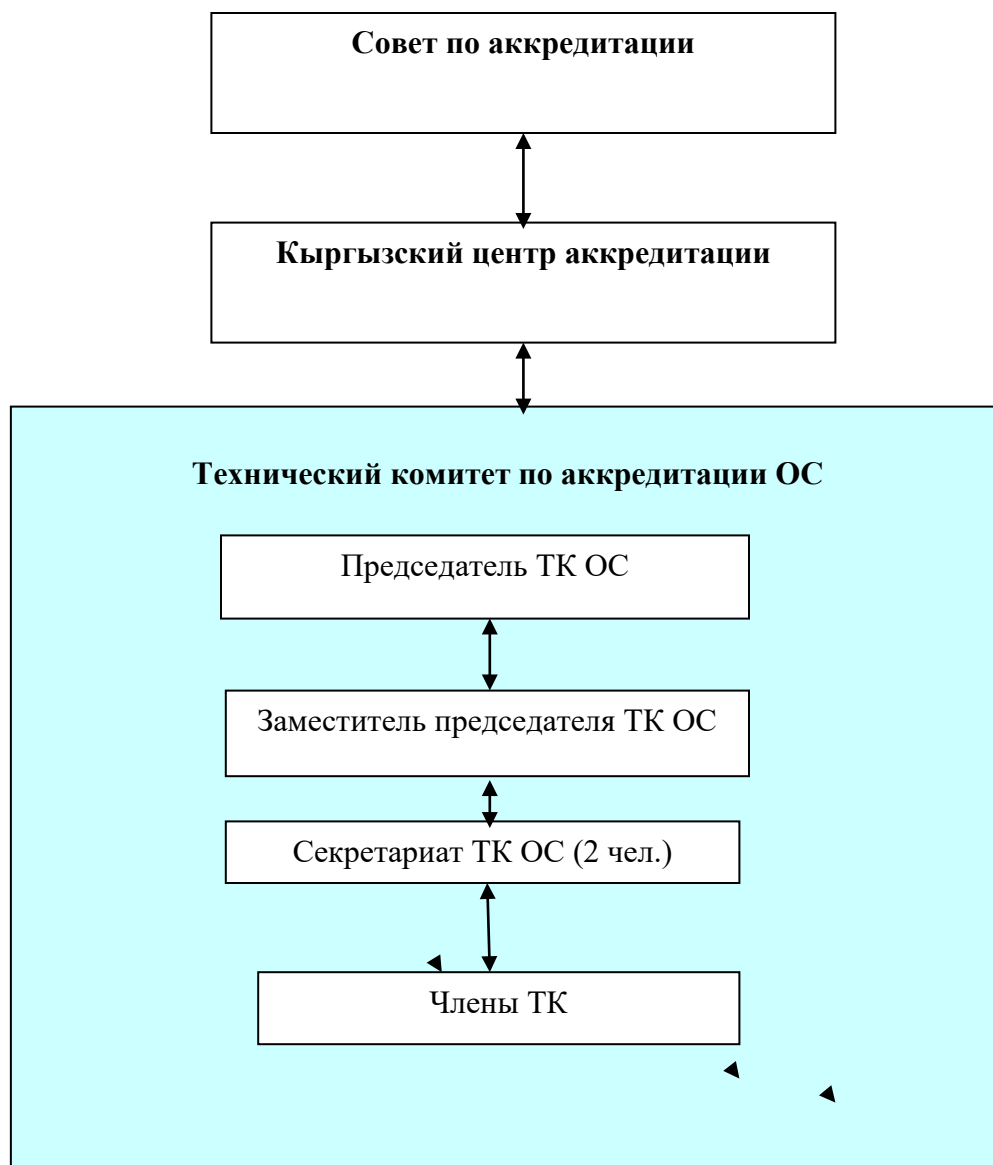 Совет по аккредитации
Кыргызский центр аккредитации
Технический комитет по аккредитации ОС
Председатель ТК ОС
Заместитель председателя ТК ОС
Секретариат ТК ОС (2 чел.)
Члены ТК